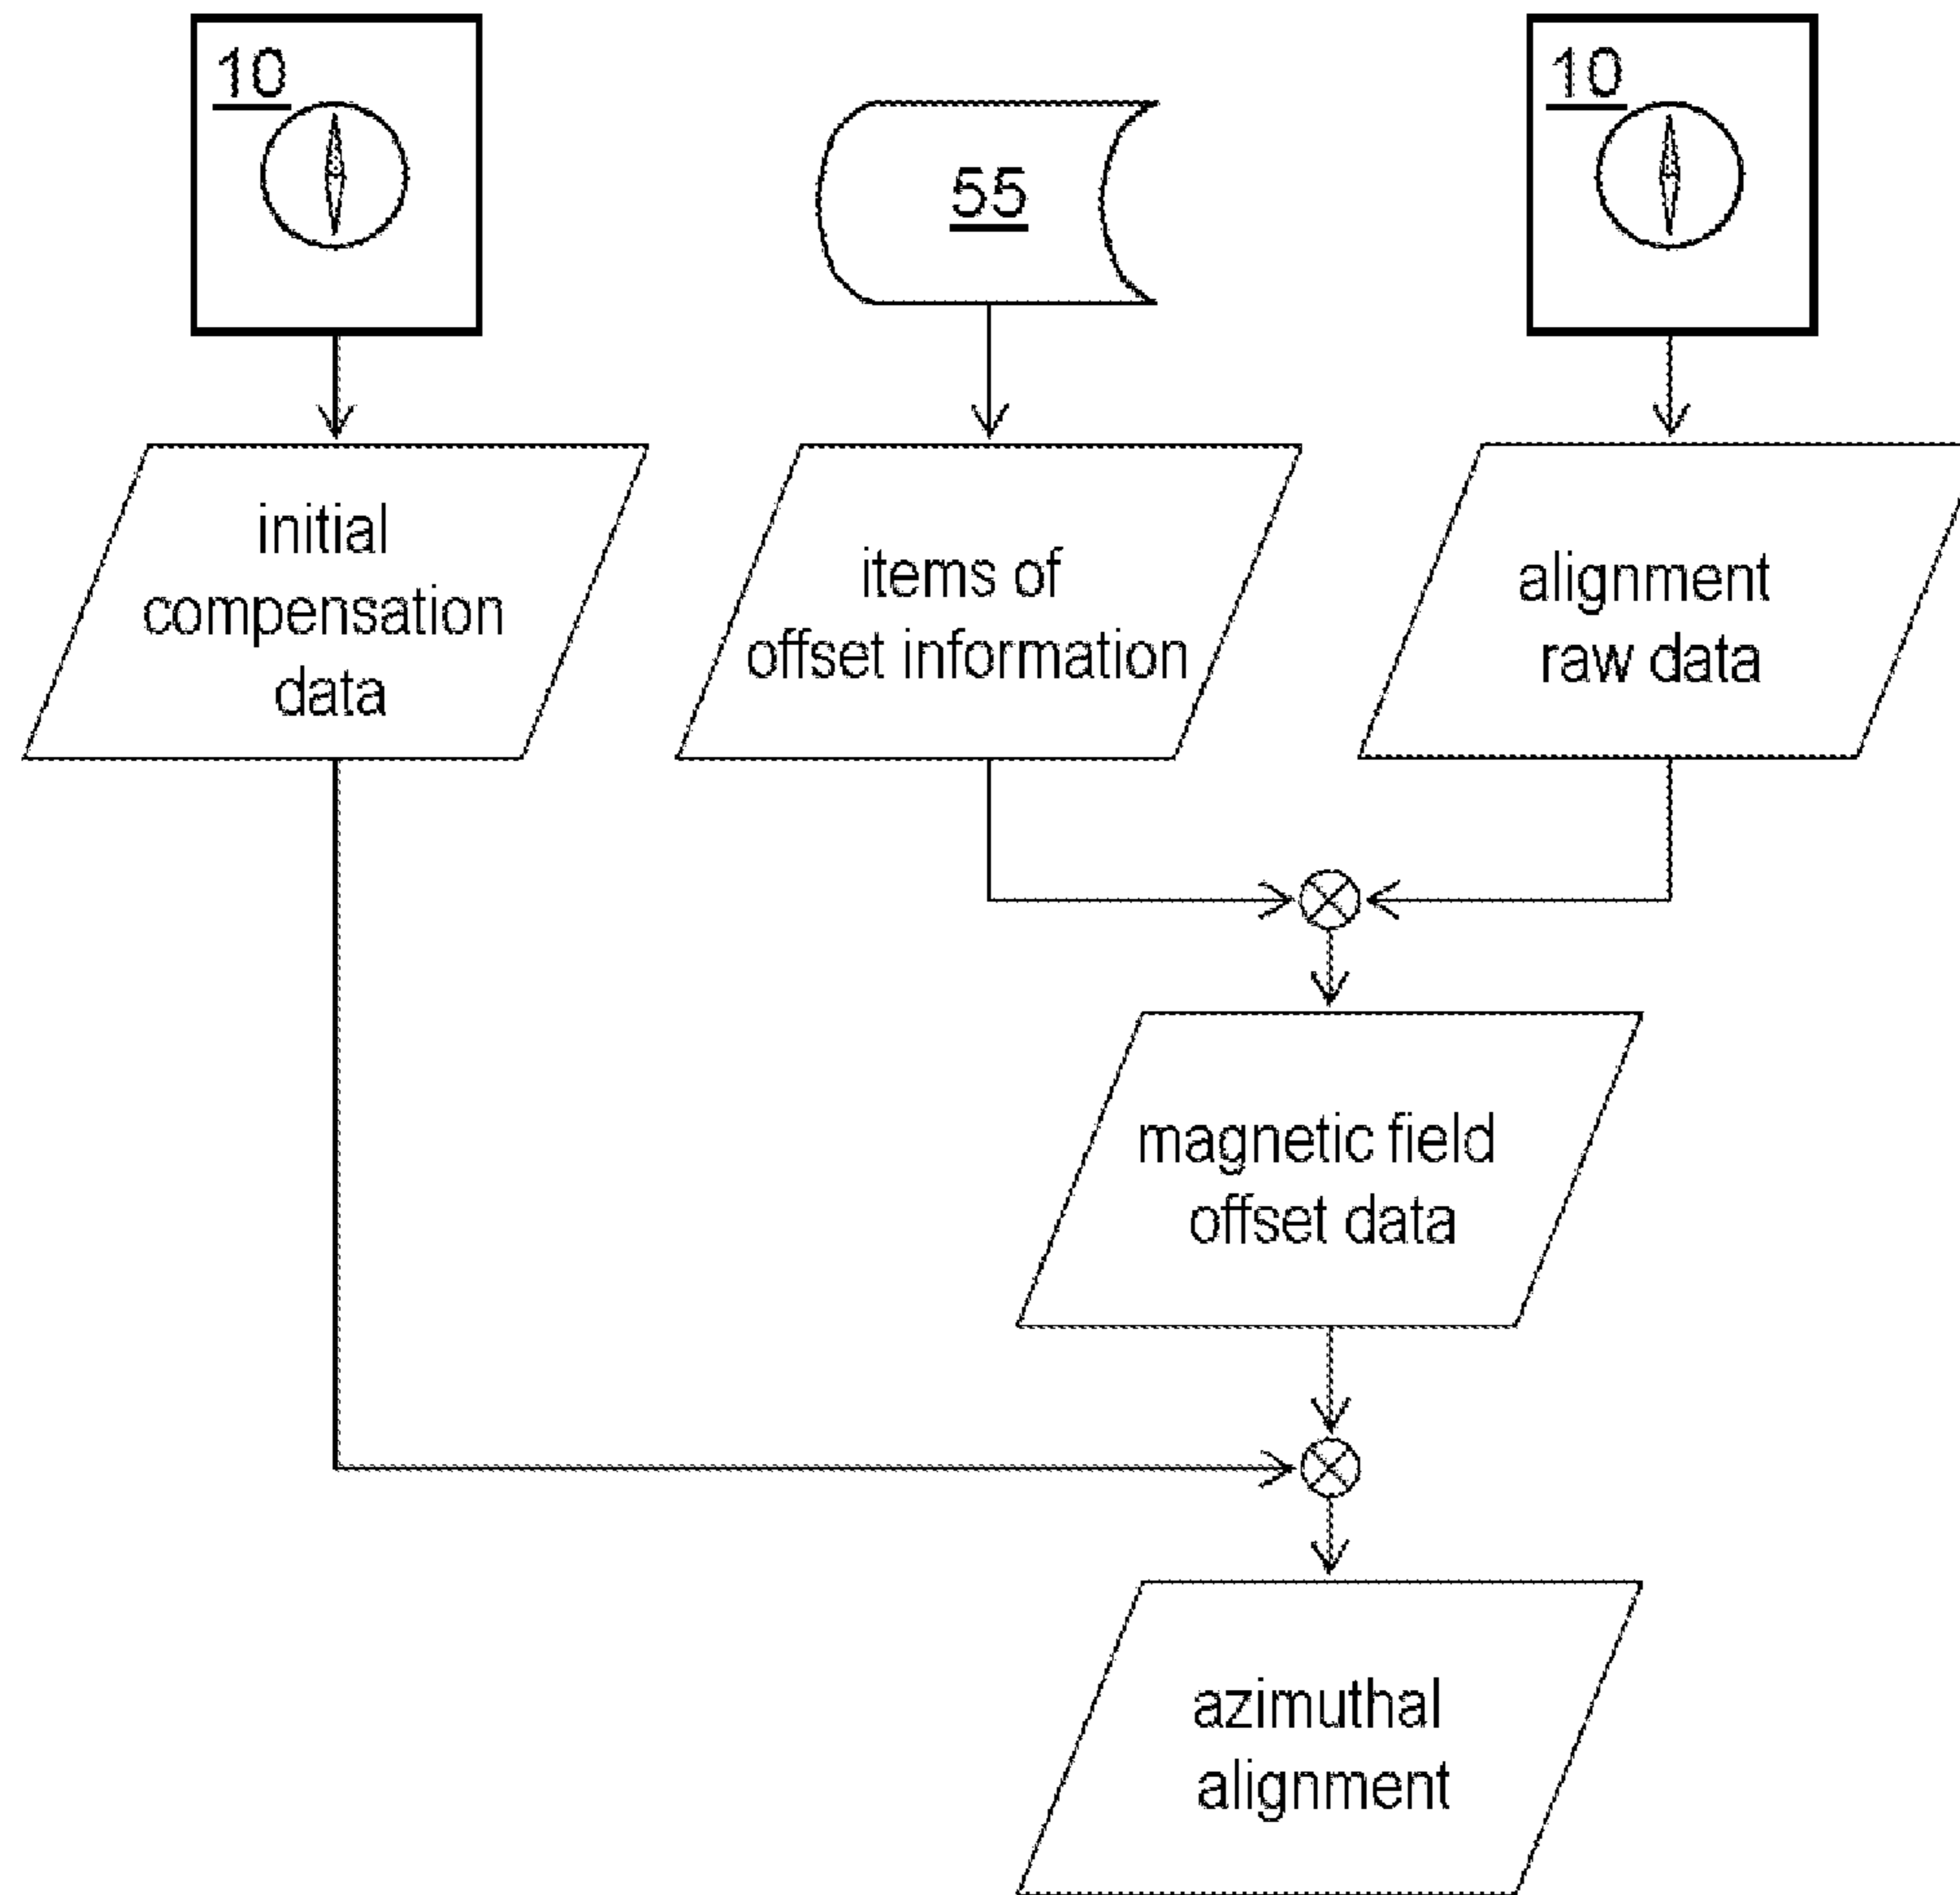 10
55
10
initial
compensation
data
items of
offset information
alignment
raw data
magnetic field
offset data
azimuthal
alignment